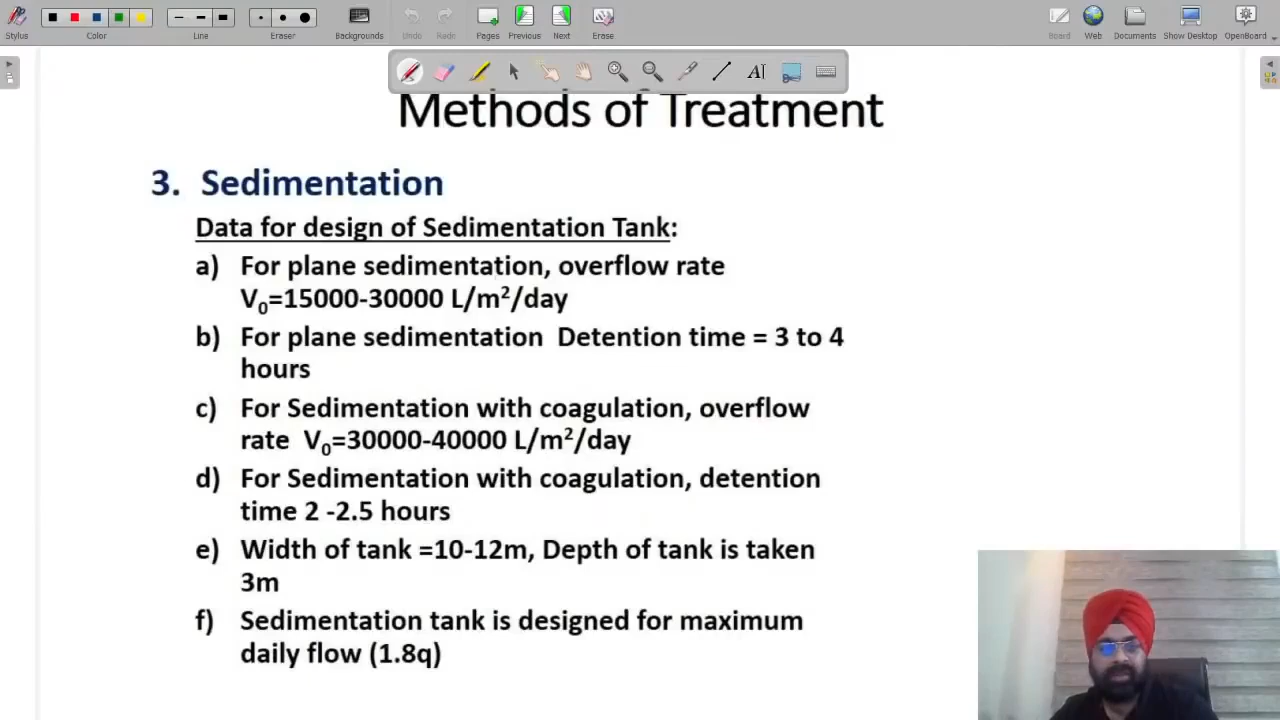 Stylus
Color
Line
Eraser
Backgrounds
Undo
Redo
Pages
Previous
Next
Erase
Board
Web
Documents
Show Desktop
OpenBoard
Methods of Treatment
3. Sedimentation
Data for design of Sedimentation Tank:
a) For plane sedimentation, overflow rate
V₀=15000-30000 L/m²/day
b) For plane sedimentation Detention time = 3 to 4
hours
c) For Sedimentation with coagulation, overflow
rate V₀=30000-40000 L/m²/day
d) For Sedimentation with coagulation, detention
time 2 -2.5 hours
e) Width of tank =10-12m, Depth of tank is taken
3m
f) Sedimentation tank is designed for maximum
daily flow (1.8q)